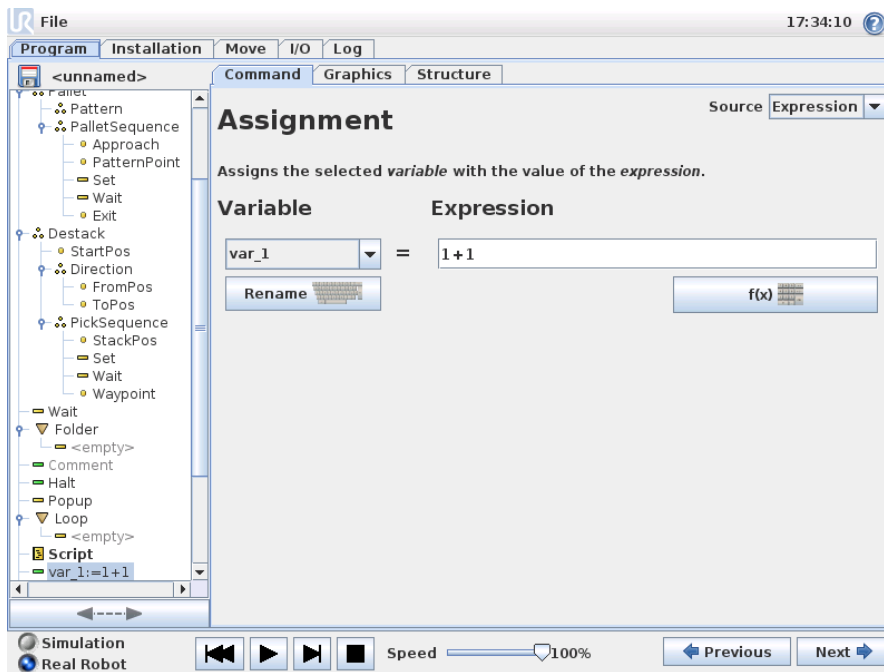 File
17:34:10
Program Installation Move I/O Log
<unnamed>
Command Graphics Structure
Pallet
Pattern
PalletSequence
Approach
PatternPoint
Set
Wait
Exit
Destack
StartPos
Direction
FromPos
ToPos
PickSequence
StackPos
Set
Wait
Waypoint
Wait
Folder
<empty>
Comment
Halt
Popup
Loop
<empty>
Script
var_1:=1+1
Source Expression
Assignment
Assigns the selected variable with the value of the expression.
Variable Expression
var_1 = 1+1
Rename f(x)
Simulation
Real Robot
Speed 100%
Previous Next